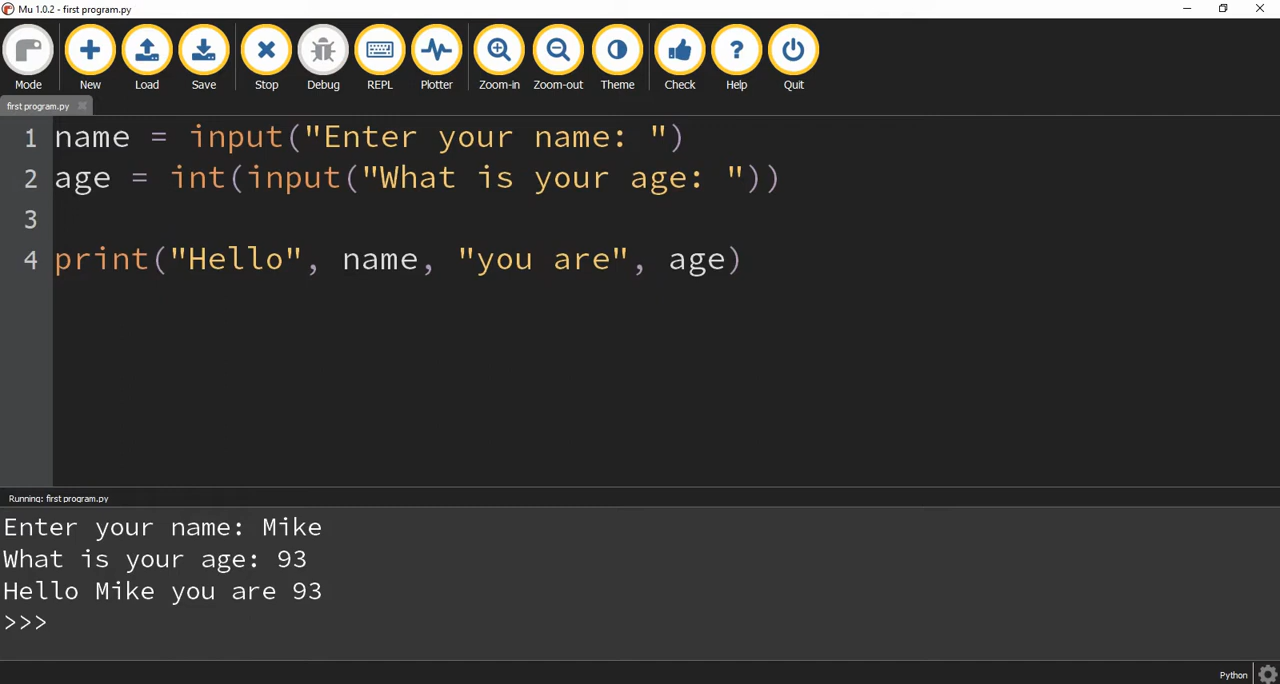 Mu 1.0.2 - first program.py
Mode New Load Save Stop Debug REPL Plotter Zoom-in Zoom-out Theme Check Help Quit
first program.py
1 name = input("Enter your name: ")
2 age = int(input("What is your age: "))
3
4 print("Hello", name, "you are", age)
Running: first program.py
Enter your name: Mike
What is your age: 93
Hello Mike you are 93
>>>
Python